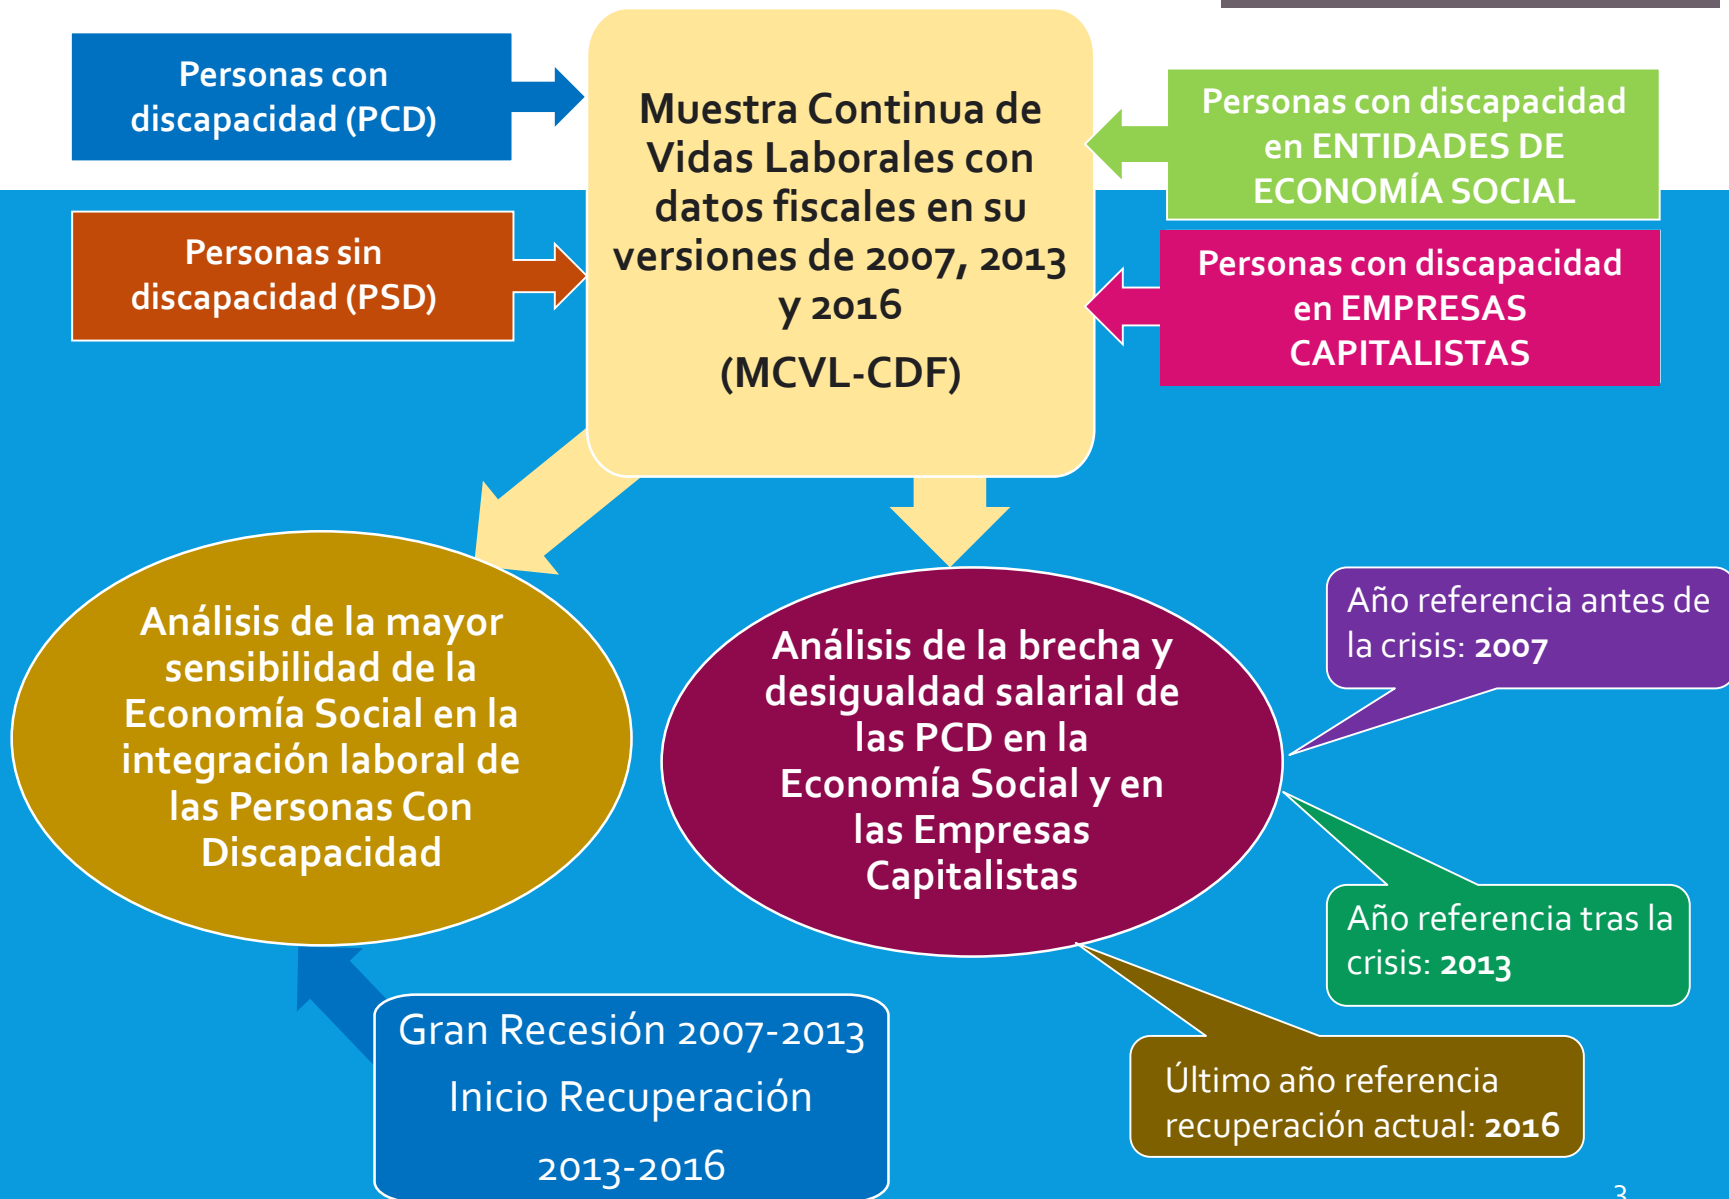 Personas con
discapacidad (PCD)
Personas sin
discapacidad (PSD)
Muestra Continua de
Vidas Laborales con
datos fiscales en su
versiones de 2007, 2013
y 2016
(MCVL-CDF)
Personas con discapacidad
en ENTIDADES DE
ECONOMÍA SOCIAL
Personas con discapacidad
en EMPRESAS
CAPITALISTAS
Análisis de la mayor
sensibilidad de la
Economía Social en la
integración laboral de
las Personas Con
Discapacidad
Análisis de la brecha y
desigualdad salarial de
las PCD en la
Economía Social y en
las Empresas
Capitalistas
Año referencia antes de
la crisis: 2007
Año referencia tras la
crisis: 2013
Último año referencia
recuperación actual: 2016
Gran Recesión 2007-2013
Inicio Recuperación
2013-2016
3